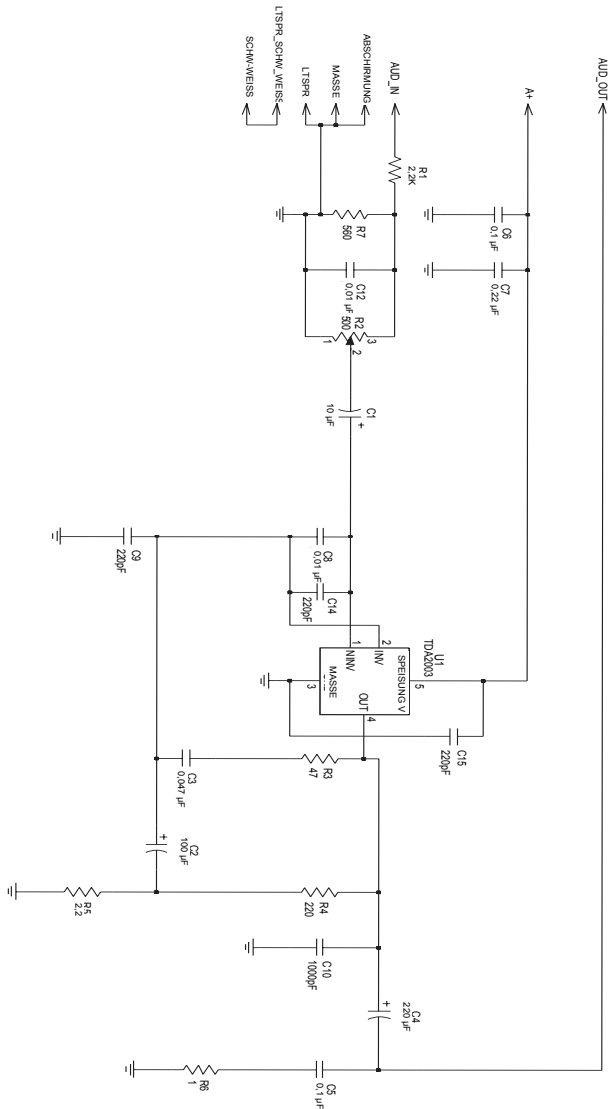 AUD_OUT
A+
AUD_IN
ABSCHIRMUNG
MASSE
LTSPR
LTSPR_SCHW_WEISS
SCHW-WEISS
R1
2,2K
C6
0,1 µF
C7
0,22 µF
R7
560
C12
0,01 µF
R2
500
1
2
3
C1
10 µF
+
C8
0,01 µF
C14
220pF
C9
220pF
U1
TDA2003
SPEISUNG V
5
INV
2
NINV
1
OUT
4
MASSE
3
C15
220pF
R3
47
C3
0,047 µF
C2
100 µF
+
R4
220
R5
2,2
C10
1000pF
C4
220 µF
+
C5
0,1 µF
R6
1